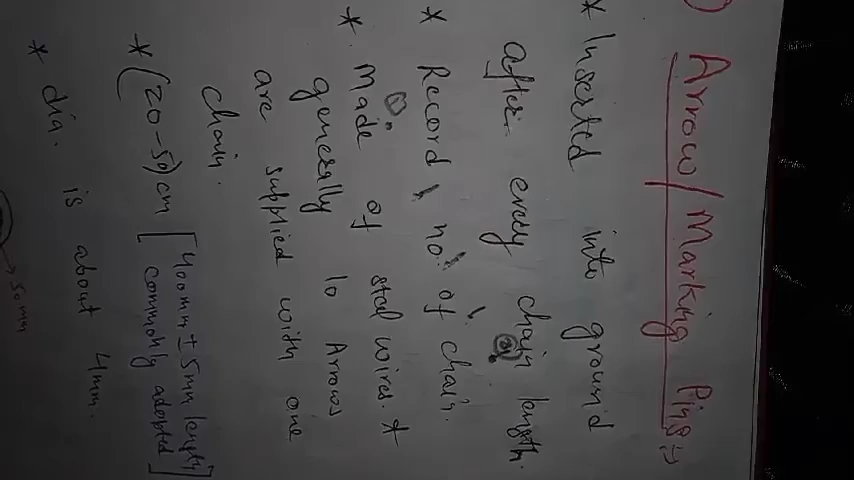 ) Arrow/Marking Pins:-
* Inserted into ground
after every chain length.
* Record no. of chain.
* Made of steel wires. *
generally 10 Arrows
are supplied with one
chain.
* (20-50)cm [400mm ± 5mm length
commonly adopted]
* dia. is about 4mm.
→ 50mm